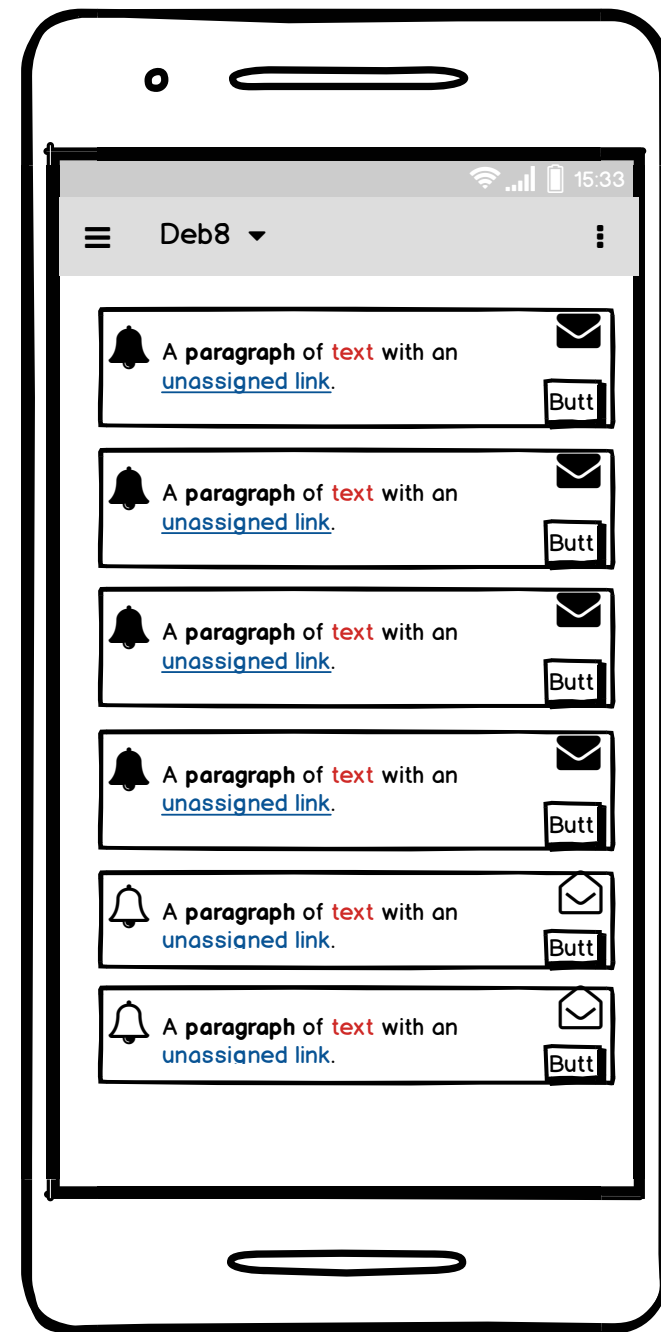 15:33
Deb8
A paragraph of text with an
unassigned link.
Butt
A paragraph of text with an
unassigned link.
Butt
A paragraph of text with an
unassigned link.
Butt
A paragraph of text with an
unassigned link.
Butt
A paragraph of text with an
unassigned link.
Butt
A paragraph of text with an
unassigned link.
Butt